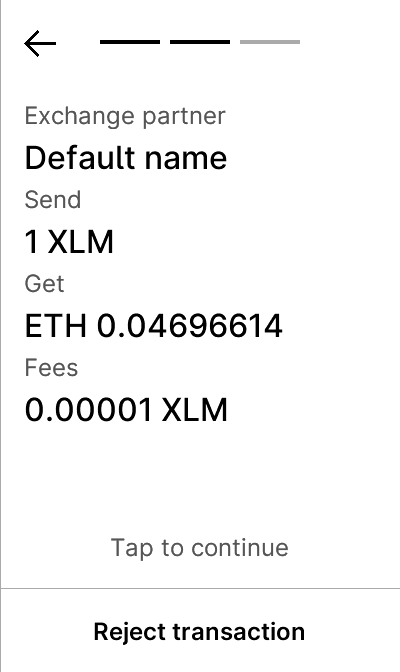 Exchange partner
Default name
Send
1 XLM
Get
ETH 0.04696614
Fees
0.00001 XLM
Tap to continue
Reject transaction